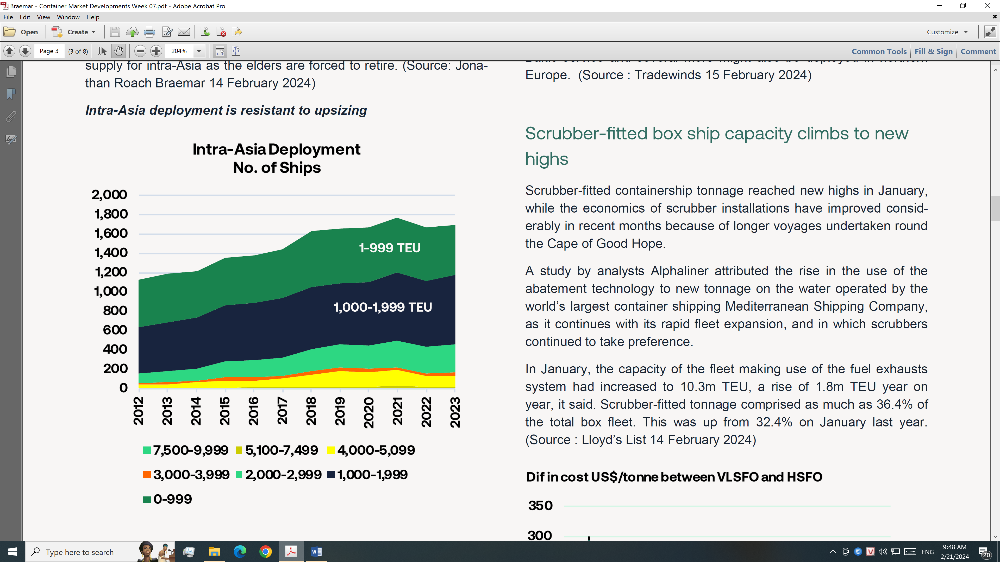 Braemar - Container Market Developments Week 07.pdf - Adobe Acrobat Pro
File Edit View Window Help
Open Create Customize
Page 3 (3 of 8) 204% Common Tools Fill & Sign Comment
supply for intra-Asia as the elders are forced to retire. (Source: Jona-
than Roach Braemar 14 February 2024)
Intra-Asia deployment is resistant to upsizing
Intra-Asia Deployment
No. of Ships
2,000
1,800
1,600
1,400
1,200
1,000
800
600
400
200
0
1-999 TEU
1,000-1,999 TEU
2012 2013 2014 2015 2016 2017 2018 2019 2020 2021 2022 2023
7,500-9,999 5,100-7,499 4,000-5,099
3,000-3,999 2,000-2,999 1,000-1,999
0-999
Baltic service and several more might also be deployed in northern
Europe. (Source : Tradewinds 15 February 2024)
Scrubber-fitted box ship capacity climbs to new
highs
Scrubber-fitted containership tonnage reached new highs in January,
while the economics of scrubber installations have improved consid-
erably in recent months because of longer voyages undertaken round
the Cape of Good Hope.
A study by analysts Alphaliner attributed the rise in the use of the
abatement technology to new tonnage on the water operated by the
world’s largest container shipping Mediterranean Shipping Company,
as it continues with its rapid fleet expansion, and in which scrubbers
continued to take preference.
In January, the capacity of the fleet making use of the fuel exhausts
system had increased to 10.3m TEU, a rise of 1.8m TEU year on
year, it said. Scrubber-fitted tonnage comprised as much as 36.4% of
the total box fleet. This was up from 32.4% on January last year.
(Source : Lloyd’s List 14 February 2024)
Dif in cost US$/tonne between VLSFO and HSFO
350
300
Type here to search
ENG
9:48 AM
2/21/2024
20